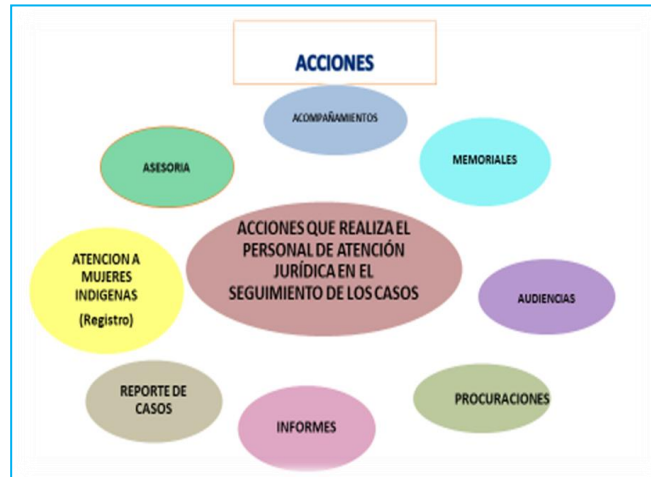 ACCIONES
ACOMPAÑAMIENTOS
MEMORIALES
ASESORIA
ACCIONES QUE REALIZA EL
PERSONAL DE ATENCIÓN
JURÍDICA EN EL
SEGUIMIENTO DE LOS CASOS
ATENCION A
MUJERES
INDIGENAS
(Registro)
AUDIENCIAS
REPORTE DE
CASOS
PROCURACIONES
INFORMES